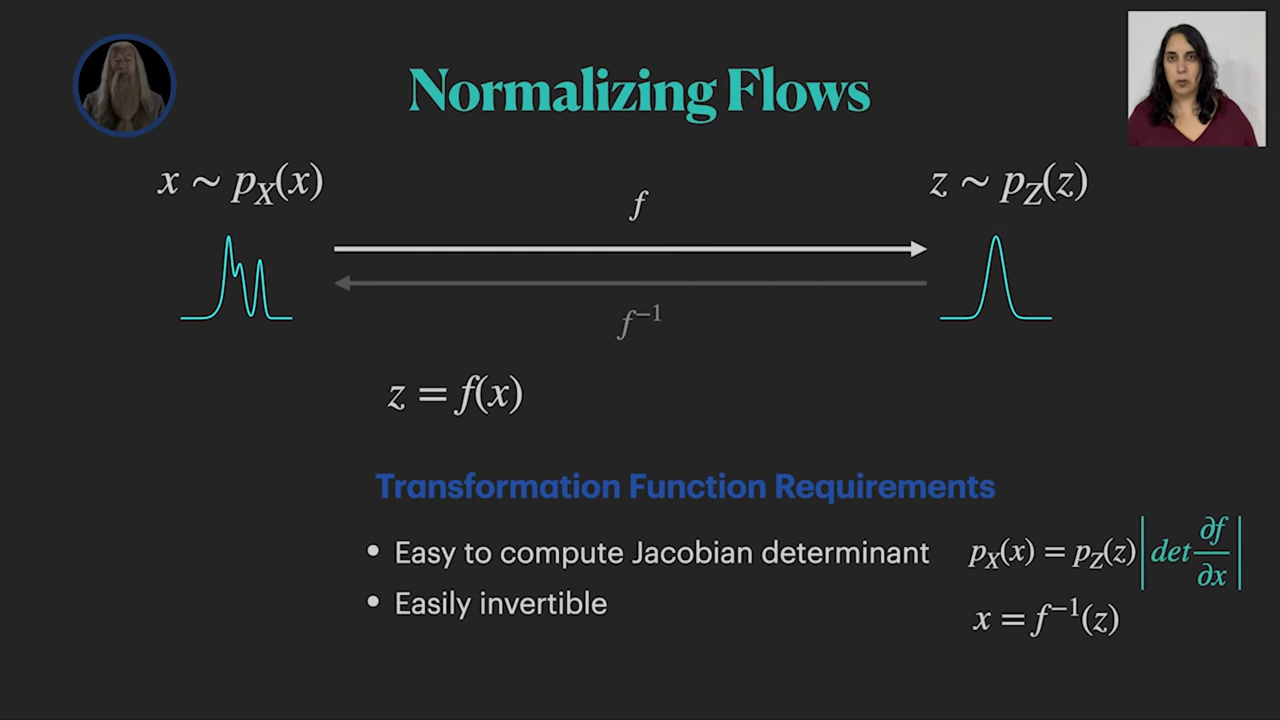 Normalizing Flows
x ~ p_X(x)
f
z ~ p_Z(z)
f^{-1}
z = f(x)
Transformation Function Requirements
• Easy to compute Jacobian determinant p_X(x) = p_Z(z) |det ∂f/∂x|
• Easily invertible x = f^{-1}(z)